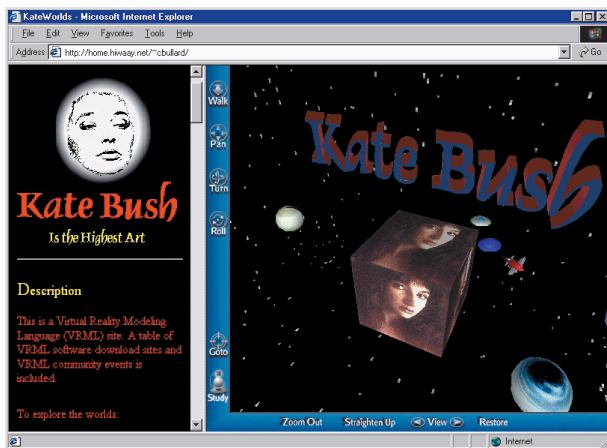 KateWorlds - Microsoft Internet Explorer
File Edit View Favorites Tools Help
Address http://home.hiwaay.net/~cbullard/ Go
Kate Bush
Is the Highest Art
Description
This is a Virtual Reality Modeling
Language (VRML) site. A table of
VRML software download sites and
VRML community events is
included.
To explore the worlds:
Walk
Pan
Turn
Roll
Goto
Study
Kate Bush
Zoom Out Straighten Up View Restore
Internet